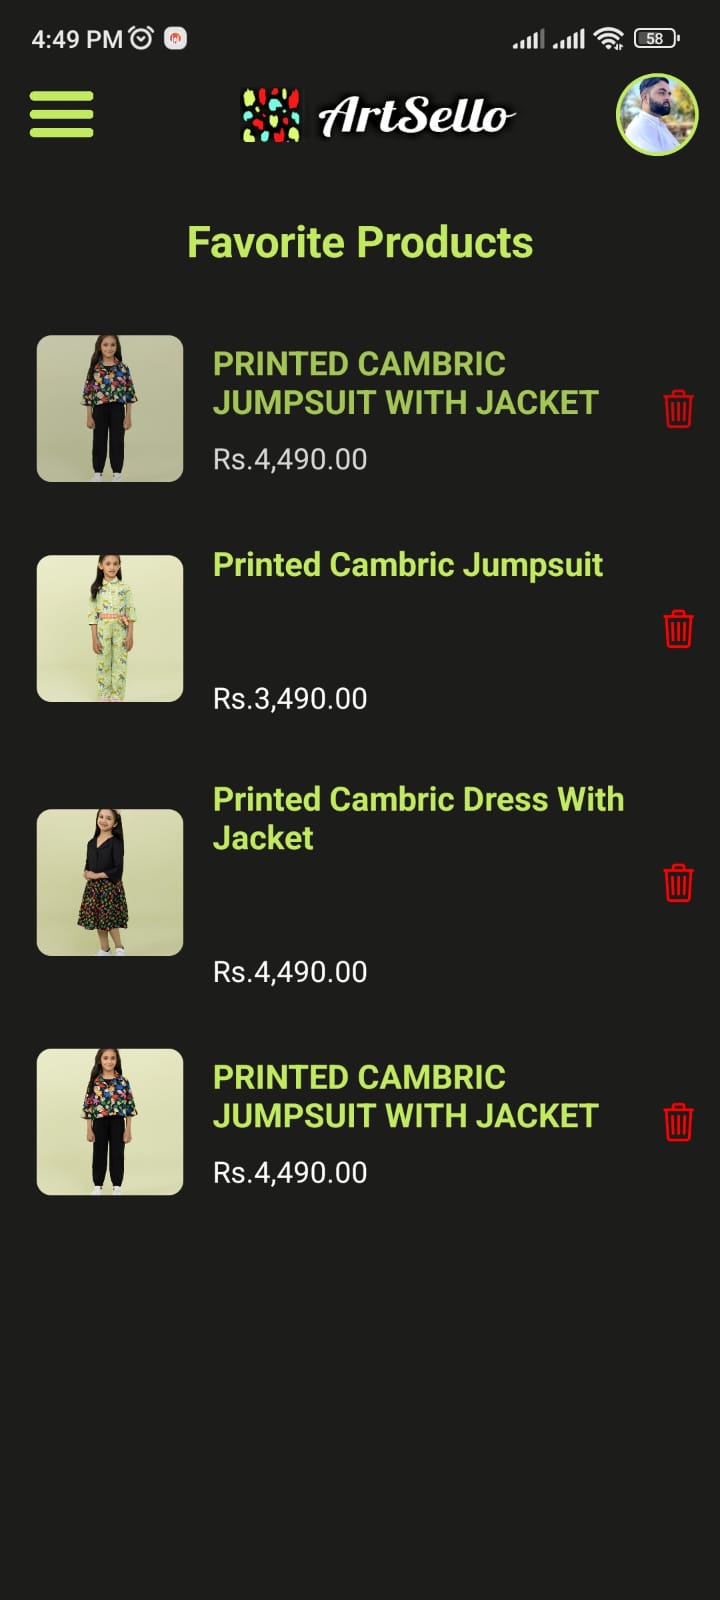 4:49 PM
58
ArtSello
Favorite Products
PRINTED CAMBRIC
JUMPSUIT WITH JACKET
Rs.4,490.00
Printed Cambric Jumpsuit
Rs.3,490.00
Printed Cambric Dress With
Jacket
Rs.4,490.00
PRINTED CAMBRIC
JUMPSUIT WITH JACKET
Rs.4,490.00